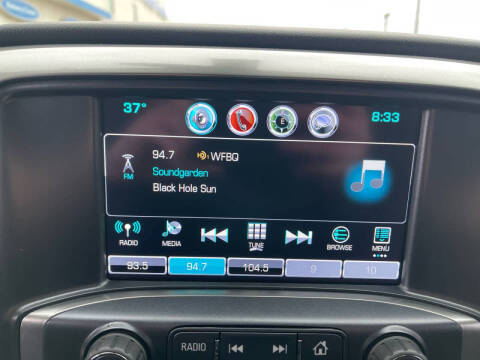 37°
8:33
E
94.7 HD WFBQ
FM
Soundgarden
Black Hole Sun
RADIO
MEDIA
TUNE
BROWSE
MENU
93.5
94.7
104.5
9
10
RADIO